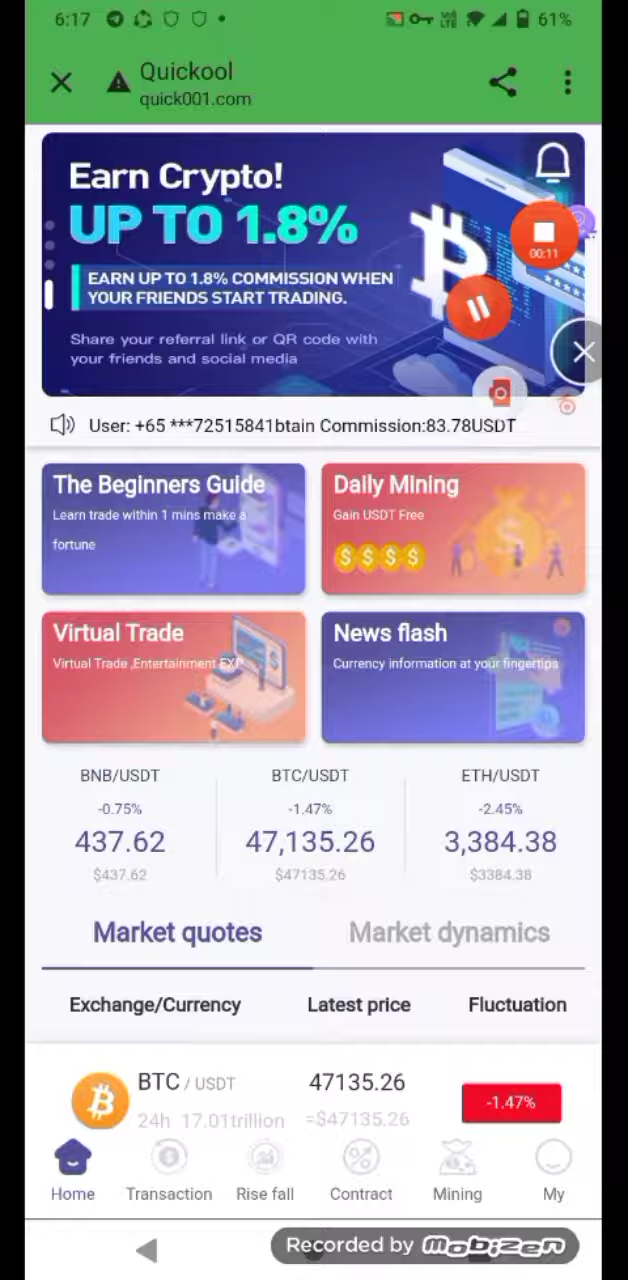 6:17
61%
Quickool
quick001.com
Earn Crypto!
UP TO 1.8%
EARN UP TO 1.8% COMMISSION WHEN
YOUR FRIENDS START TRADING.
Share your referral link or QR code with
your friends and social media
00:11
User: +65 ***72515841btain Commission:83.78USDT
The Beginners Guide
Learn trade within 1 mins make a
fortune
Daily Mining
Gain USDT Free
Virtual Trade
Virtual Trade ,Entertainment EXP
News flash
Currency information at your fingertips
BNB/USDT BTC/USDT ETH/USDT
-0.75% -1.47% -2.45%
437.62 47,135.26 3,384.38
$437.62 $47135.26 $3384.38
Market quotes Market dynamics
Exchange/Currency Latest price Fluctuation
BTC / USDT 47135.26 -1.47%
24h 17.01trillion =$47135.26
Home Transaction Rise fall Contract Mining My
Recorded by mobizen